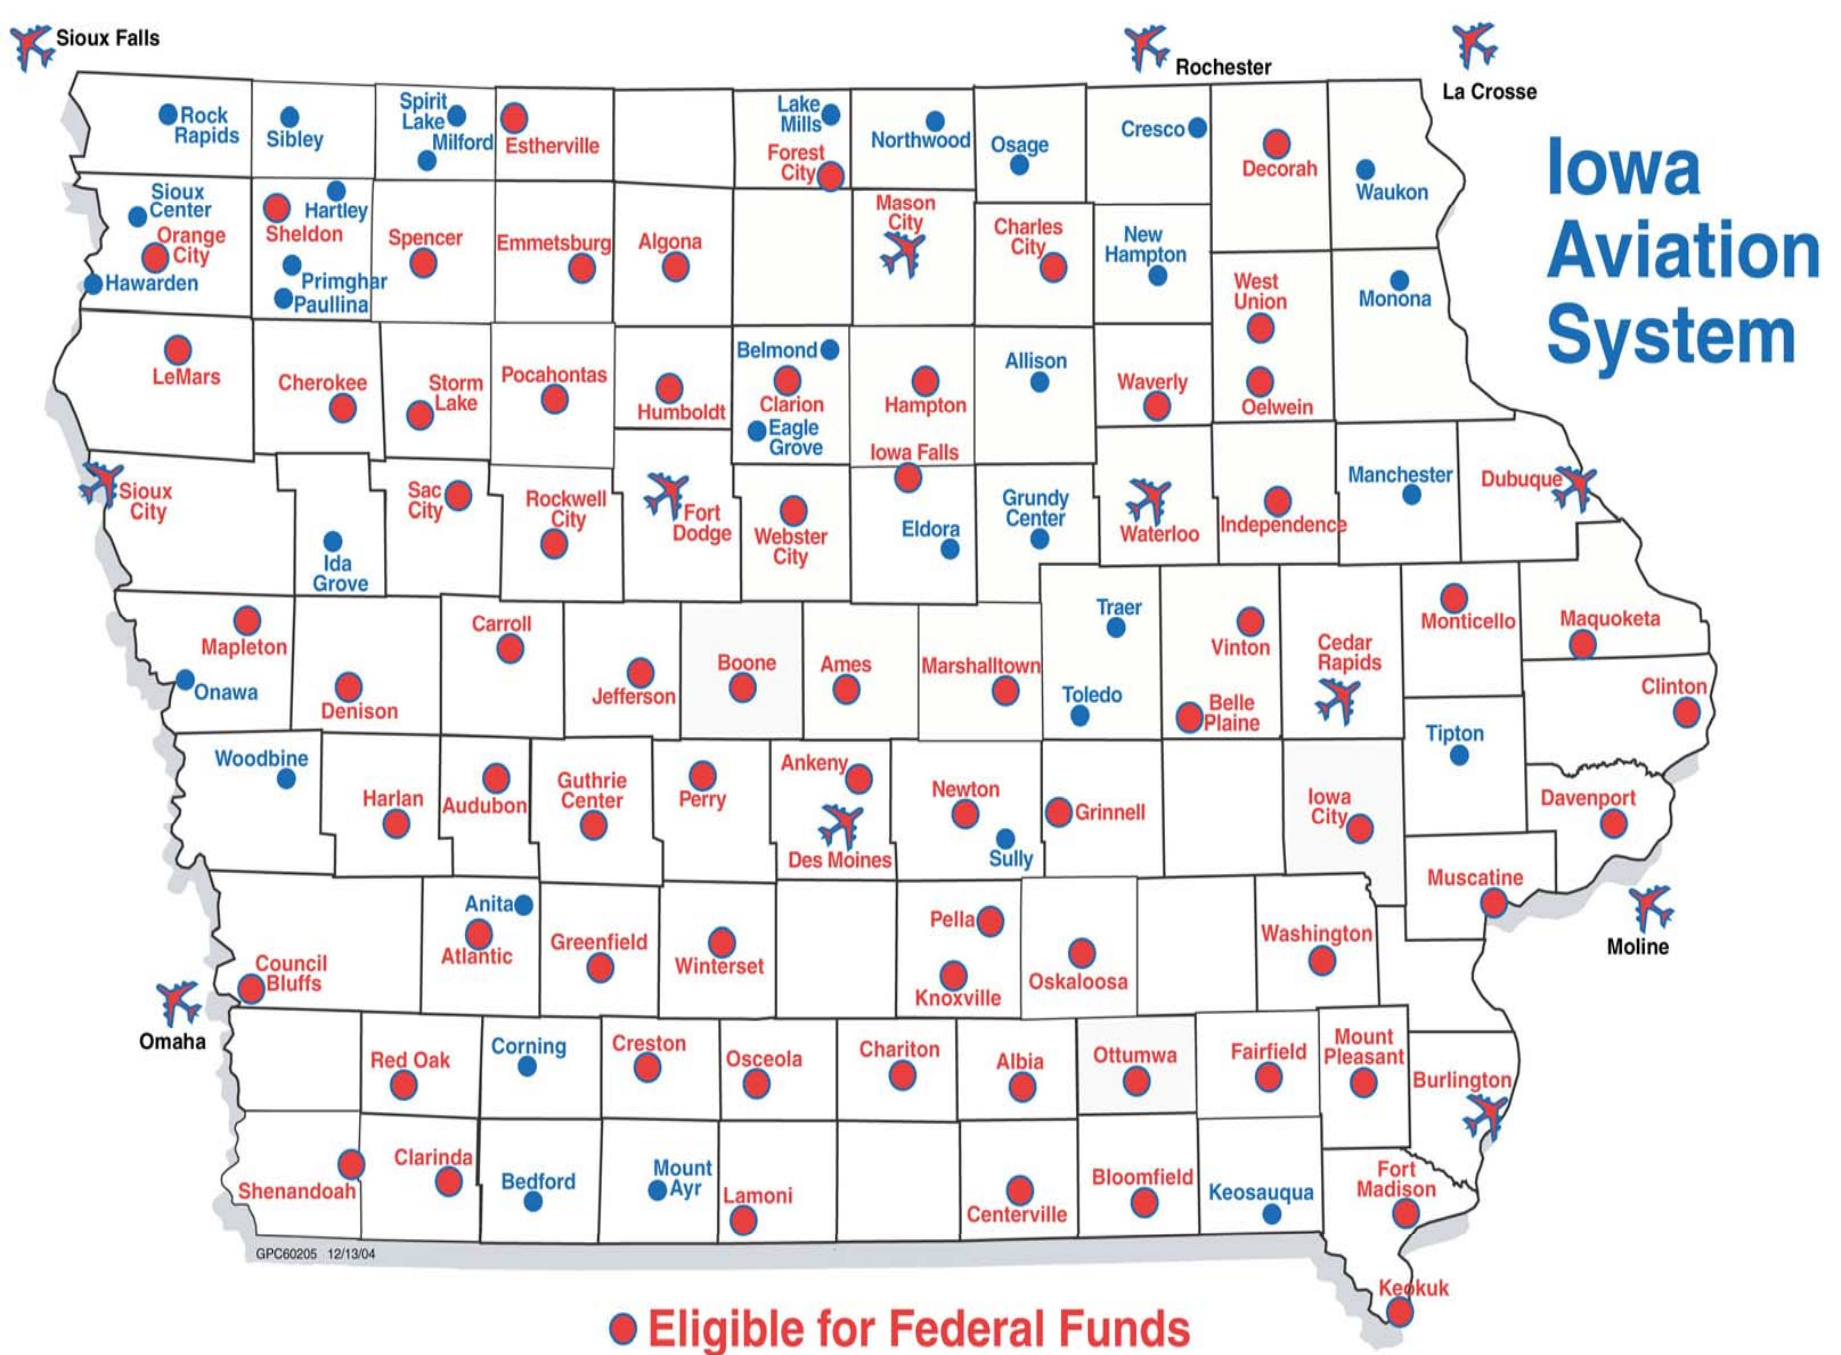 Sioux Falls
Rochester
La Crosse
Iowa
Aviation
System
Rock
Rapids
Sibley
Spirit
Lake
Milford
Estherville
Lake
Mills
Forest
City
Northwood
Osage
Cresco
Decorah
Waukon
Sioux
Center
Orange
City
Hawarden
Hartley
Sheldon
Primghar
Paullina
Spencer
Emmetsburg
Algona
Mason
City
Charles
City
New
Hampton
West
Union
Monona
LeMars
Cherokee
Storm
Lake
Pocahontas
Humboldt
Belmond
Clarion
Eagle
Grove
Hampton
Allison
Waverly
Oelwein
Sioux
City
Ida
Grove
Sac
City
Rockwell
City
Fort
Dodge
Webster
City
Iowa Falls
Eldora
Grundy
Center
Waterloo
Independence
Manchester
Dubuque
Mapleton
Onawa
Denison
Carroll
Jefferson
Boone
Ames
Marshalltown
Traer
Toledo
Vinton
Belle
Plaine
Cedar
Rapids
Monticello
Maquoketa
Clinton
Woodbine
Harlan
Audubon
Guthrie
Center
Perry
Ankeny
Des Moines
Newton
Sully
Grinnell
Iowa
City
Tipton
Davenport
Muscatine
Moline
Council
Bluffs
Omaha
Anita
Atlantic
Greenfield
Winterset
Pella
Knoxville
Oskaloosa
Washington
Red Oak
Corning
Creston
Osceola
Chariton
Albia
Ottumwa
Fairfield
Mount
Pleasant
Burlington
Shenandoah
Clarinda
Bedford
Mount
Ayr
Lamoni
Centerville
Bloomfield
Keosauqua
Fort
Madison
Keokuk
GPC60205 12/13/04
Eligible for Federal Funds